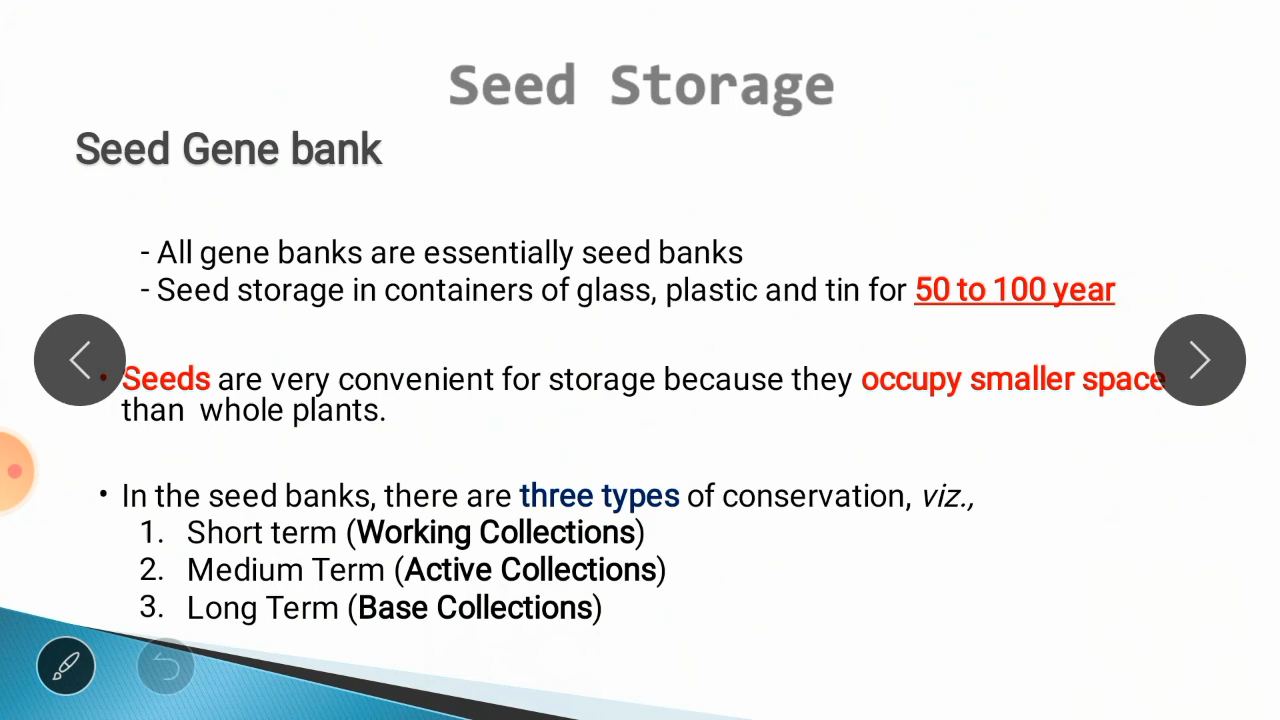 Seed Storage
Seed Gene bank
- All gene banks are essentially seed banks
- Seed storage in containers of glass, plastic and tin for 50 to 100 year
• Seeds are very convenient for storage because they occupy smaller space
than whole plants.
• In the seed banks, there are three types of conservation, viz.,
1. Short term (Working Collections)
2. Medium Term (Active Collections)
3. Long Term (Base Collections)